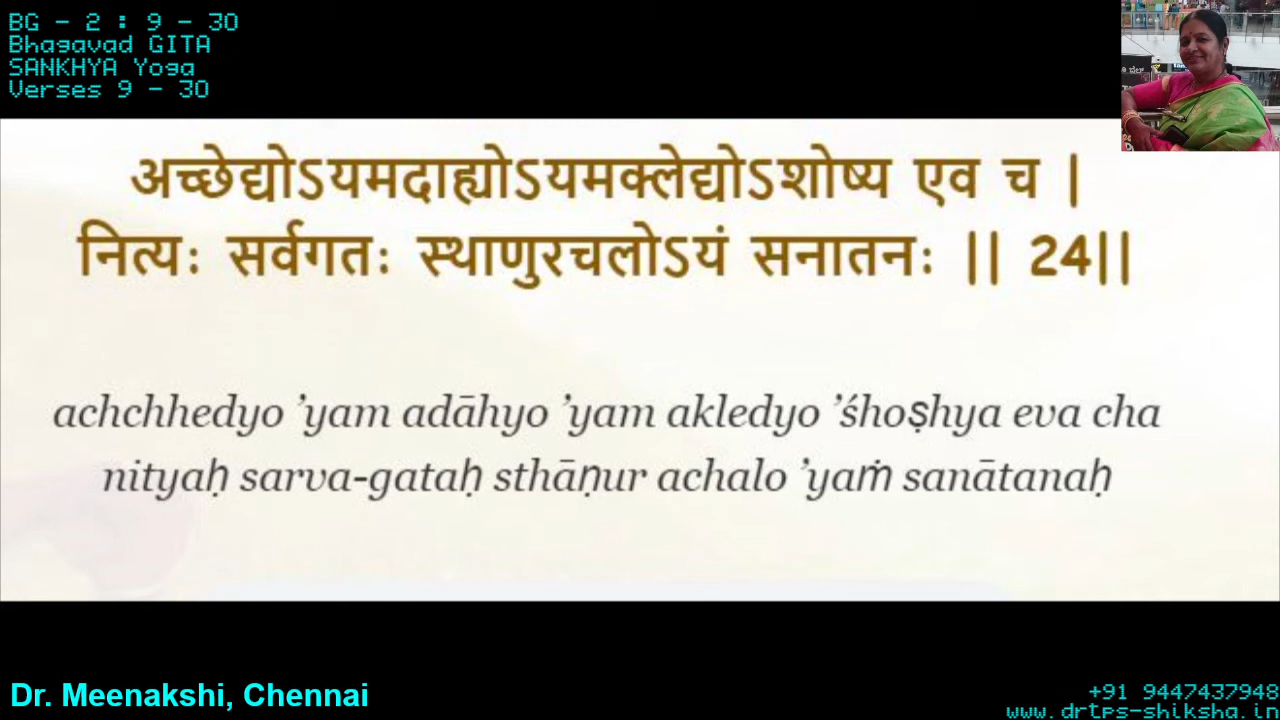 BG - 2 : 9 - 30
Bhagavad GITA
SANKHYA Yoga
Verses 9 - 30
अच्छेद्योऽयमदाह्योऽयमक्लेद्योऽशोष्य एव च |
नित्यः सर्वगतः स्थाणुरचलोऽयं सनातनः || 24||
achchhedyo ’yam adāhyo ’yam akledyo ’śhoṣhya eva cha
nityaḥ sarva-gataḥ sthāṇur achalo ’yaṁ sanātanaḥ
Dr. Meenakshi, Chennai
+91 9447437948
www.drtps-shiksha.in